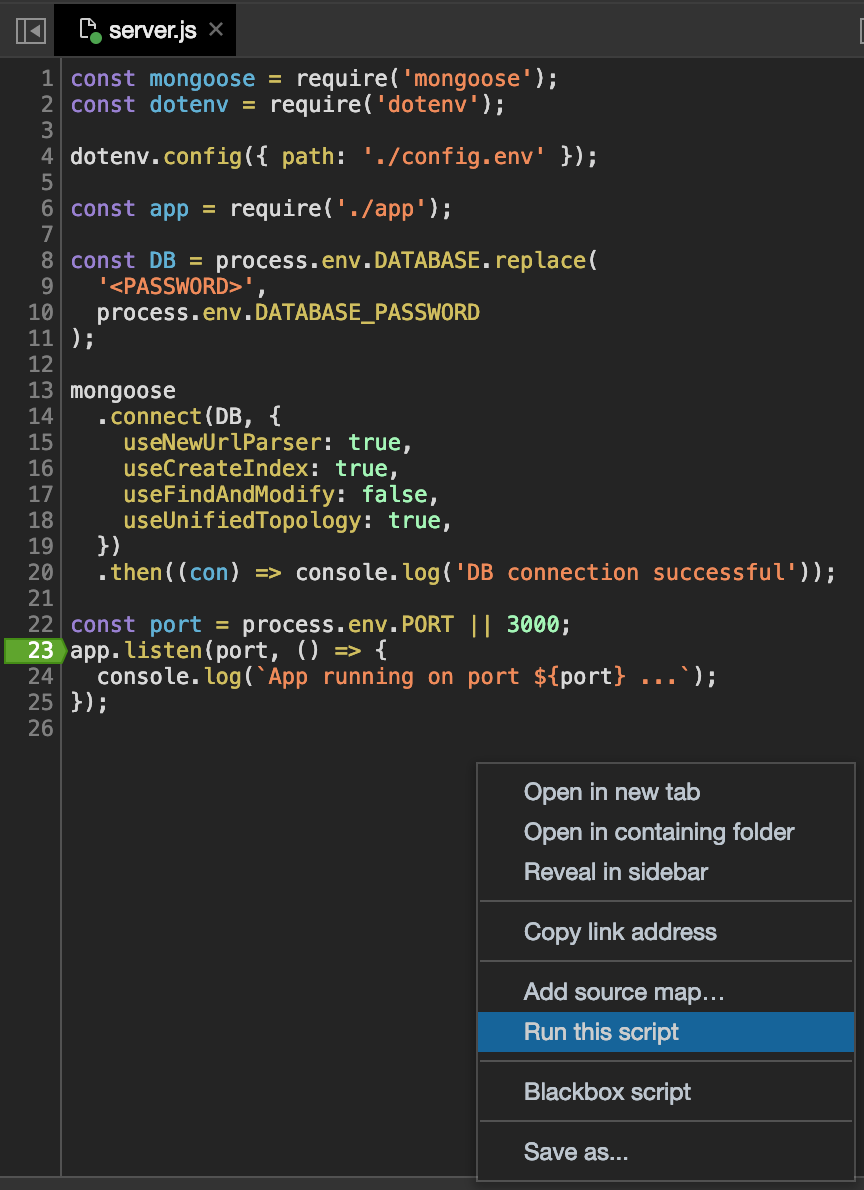 server.js ×
1 const mongoose = require('mongoose');
2 const dotenv = require('dotenv');
3
4 dotenv.config({ path: './config.env' });
5
6 const app = require('./app');
7
8 const DB = process.env.DATABASE.replace(
9   '<PASSWORD>',
10   process.env.DATABASE_PASSWORD
11 );
12
13 mongoose
14   .connect(DB, {
15     useNewUrlParser: true,
16     useCreateIndex: true,
17     useFindAndModify: false,
18     useUnifiedTopology: true,
19   })
20   .then((con) => console.log('DB connection successful'));
21
22 const port = process.env.PORT || 3000;
23 app.listen(port, () => {
24   console.log(`App running on port ${port} ...`);
25 });
26
Open in new tab
Open in containing folder
Reveal in sidebar
Copy link address
Add source map…
Run this script
Blackbox script
Save as...